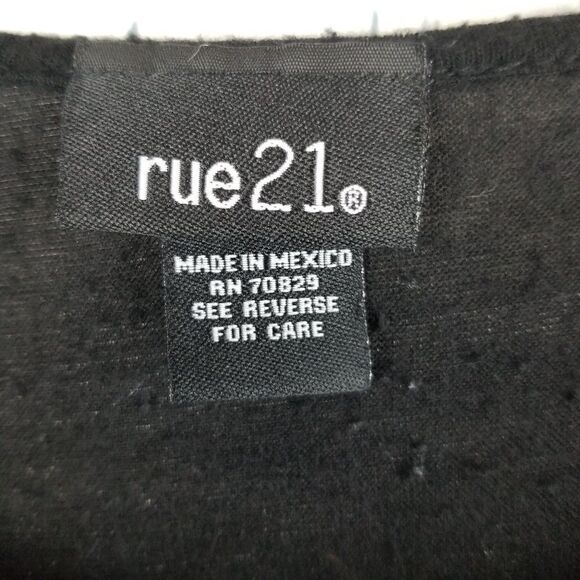 rue21®
MADE IN MEXICO
RN 70829
SEE REVERSE
FOR CARE